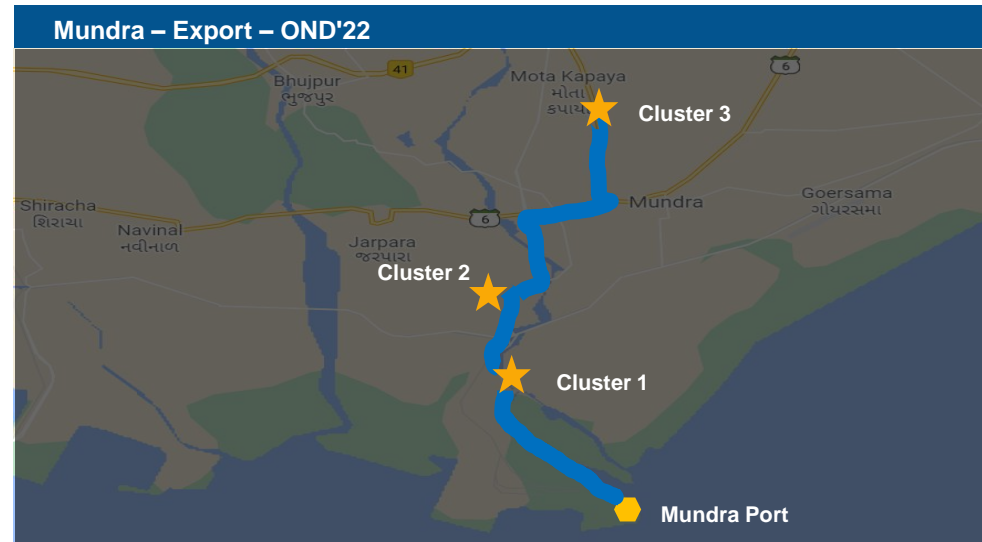 Mundra – Export – OND'22
41
Bhujpur
ભુજપુર
Mota Kapaya
મોટા
કપાયા
6
Cluster 3
Shiracha
શિરાચા
Navinal
નવીનાળ
Jarpara
જરપારા
6
Mundra
Goersama
ગોયરસમા
Cluster 2
Cluster 1
Mundra Port